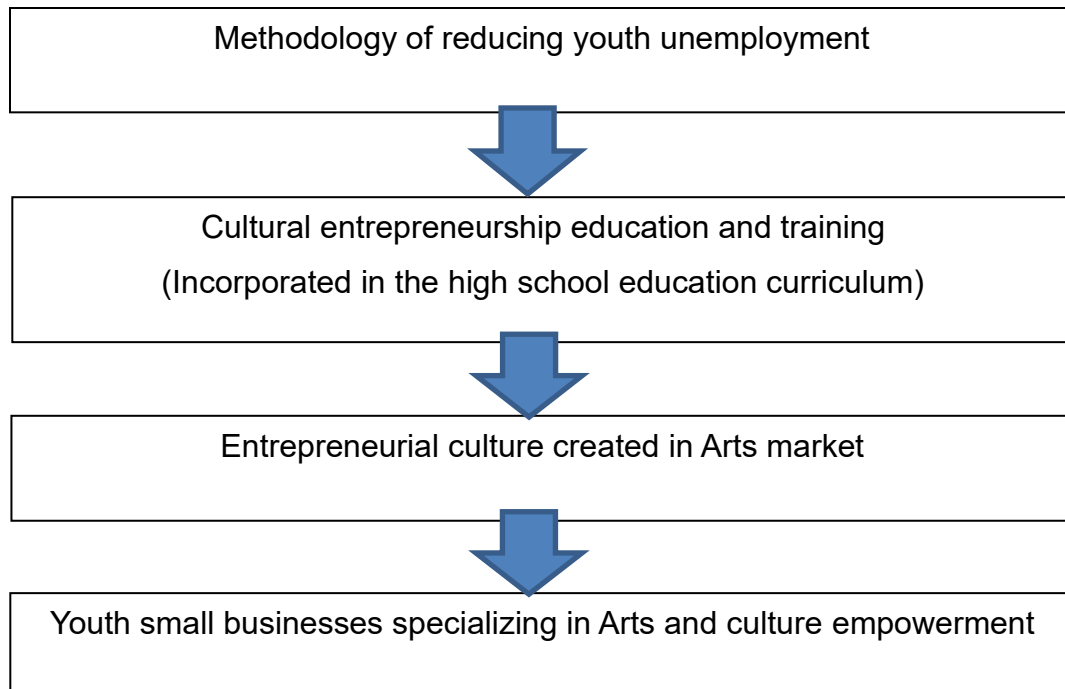 Methodology of reducing youth unemployment
Cultural entrepreneurship education and training
(Incorporated in the high school education curriculum)
Entrepreneurial culture created in Arts market
Youth small businesses specializing in Arts and culture empowerment